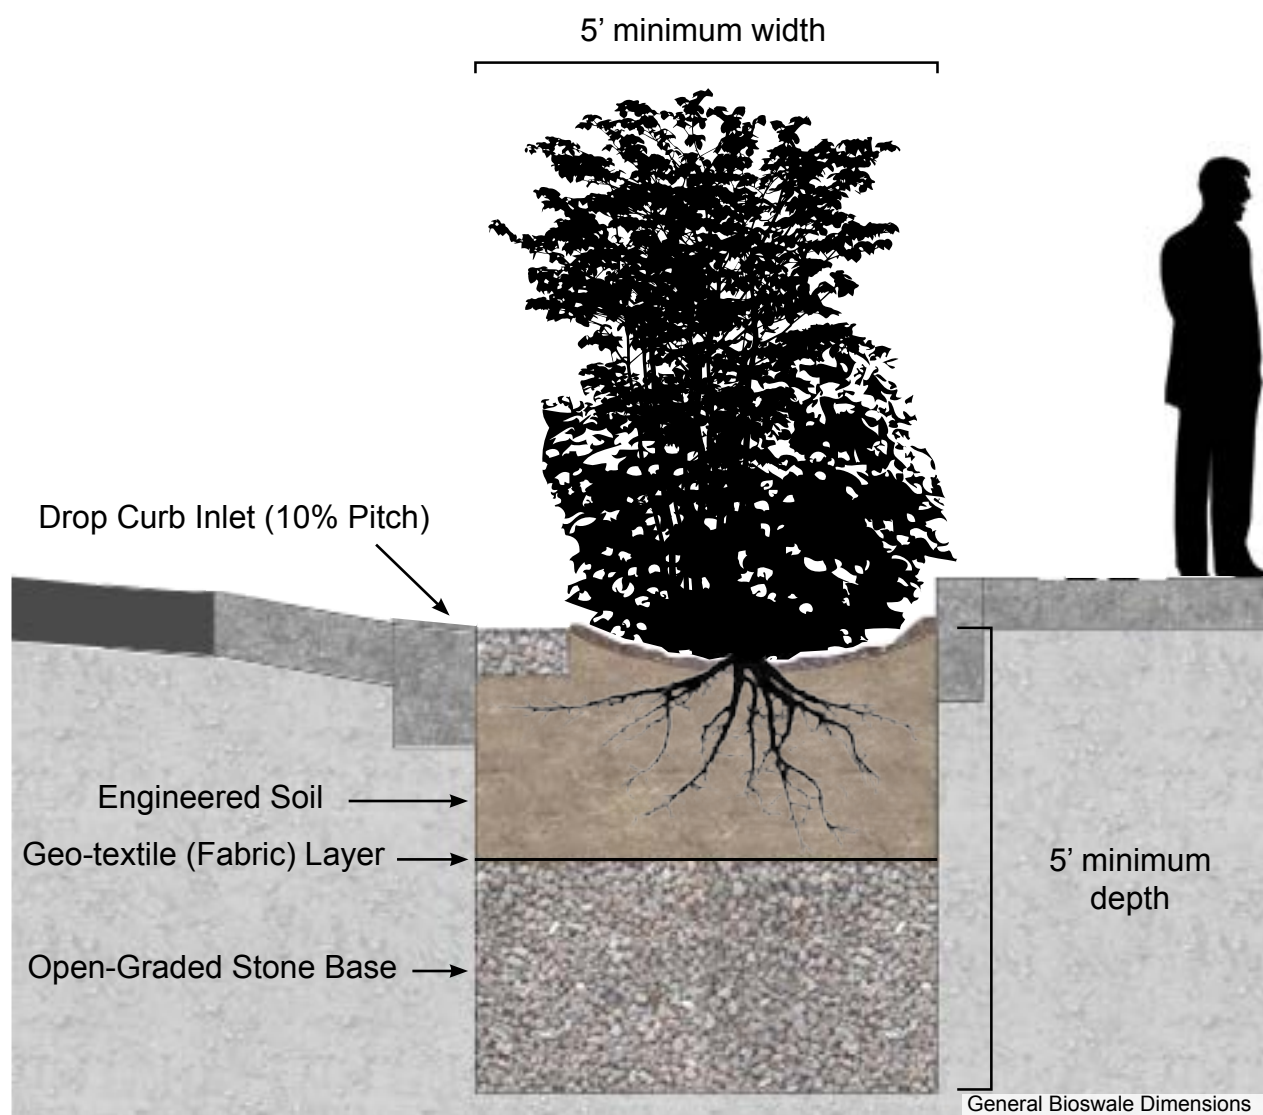 5’ minimum width
Drop Curb Inlet (10% Pitch)
Engineered Soil
Geo-textile (Fabric) Layer
5’ minimum
depth
Open-Graded Stone Base
General Bioswale Dimensions